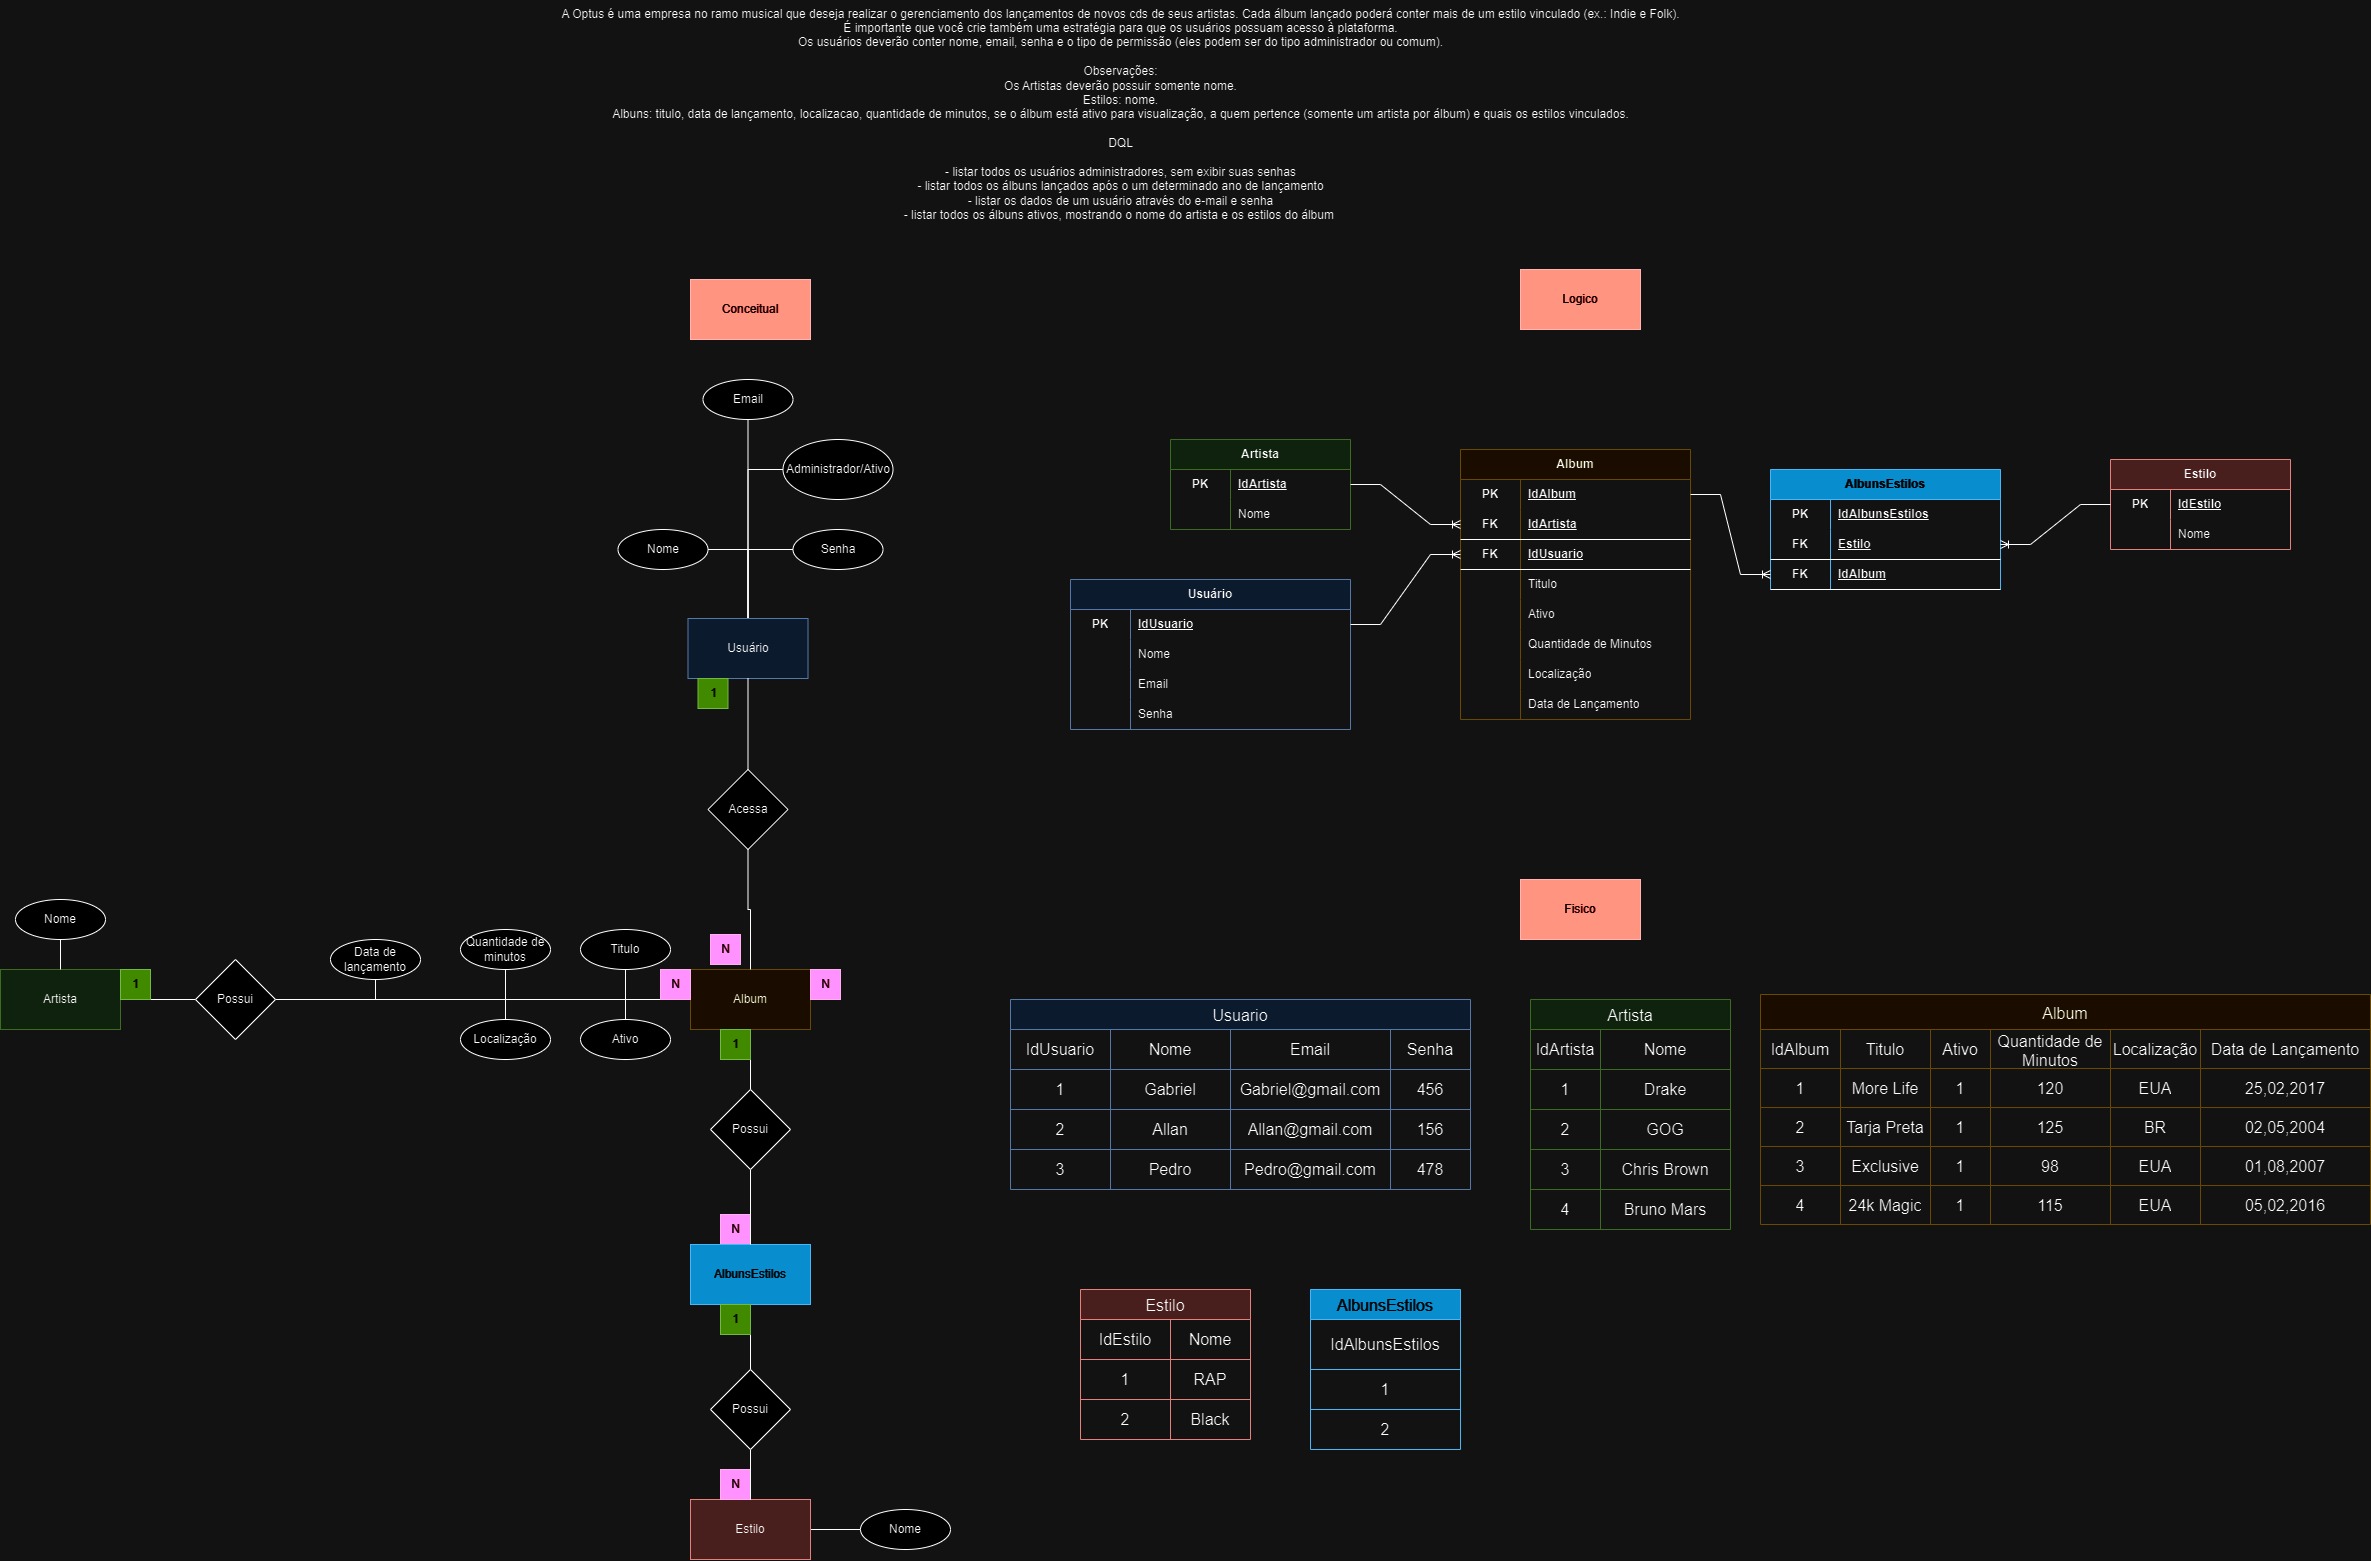 A Optus é uma empresa no ramo musical que deseja realizar o gerenciamento dos lançamentos de novos cds de seus artistas. Cada álbum lançado poderá conter mais de um estilo vinculado (ex.: Indie e Folk).
É importante que você crie também uma estratégia para que os usuários possuam acesso à plataforma.
Os usuários deverão conter nome, email, senha e o tipo de permissão (eles podem ser do tipo administrador ou comum).
Observações:
Os Artistas deverão possuir somente nome.
Estilos: nome.
Albuns: titulo, data de lançamento, localizacao, quantidade de minutos, se o álbum está ativo para visualização, a quem pertence (somente um artista por álbum) e quais os estilos vinculados.
DQL
- listar todos os usuários administradores, sem exibir suas senhas
- listar todos os álbuns lançados após o um determinado ano de lançamento
- listar os dados de um usuário através do e-mail e senha
- listar todos os álbuns ativos, mostrando o nome do artista e os estilos do álbum
Conceitual
Email
Administrador/Ativo
Nome
Senha
Usuário
1
Acessa
Nome
Artista
1
Possui
Data de
lançamento
Quantidade de
minutos
Localização
Titulo
Ativo
N
N
Album
N
1
Possui
N
AlbunsEstilos
1
Possui
N
Estilo
Nome
Logico
Artista
PK IdArtista
Nome
Usuário
PK IdUsuario
Nome
Email
Senha
Album
PK IdAlbum
FK IdArtista
FK IdUsuario
Titulo
Ativo
Quantidade de Minutos
Localização
Data de Lançamento
AlbunsEstilos
PK IdAlbunsEstilos
FK Estilo
FK IdAlbum
Estilo
PK IdEstilo
Nome
Fisico
Usuario
IdUsuario Nome Email Senha
1 Gabriel Gabriel@gmail.com 456
2 Allan Allan@gmail.com 156
3 Pedro Pedro@gmail.com 478
Artista
IdArtista Nome
1 Drake
2 GOG
3 Chris Brown
4 Bruno Mars
Album
IdAlbum Titulo Ativo Quantidade de Minutos Localização Data de Lançamento
1 More Life 1 120 EUA 25,02,2017
2 Tarja Preta 1 125 BR 02,05,2004
3 Exclusive 1 98 EUA 01,08,2007
4 24k Magic 1 115 EUA 05,02,2016
Estilo
IdEstilo Nome
1 RAP
2 Black
AlbunsEstilos
IdAlbunsEstilos
1
2